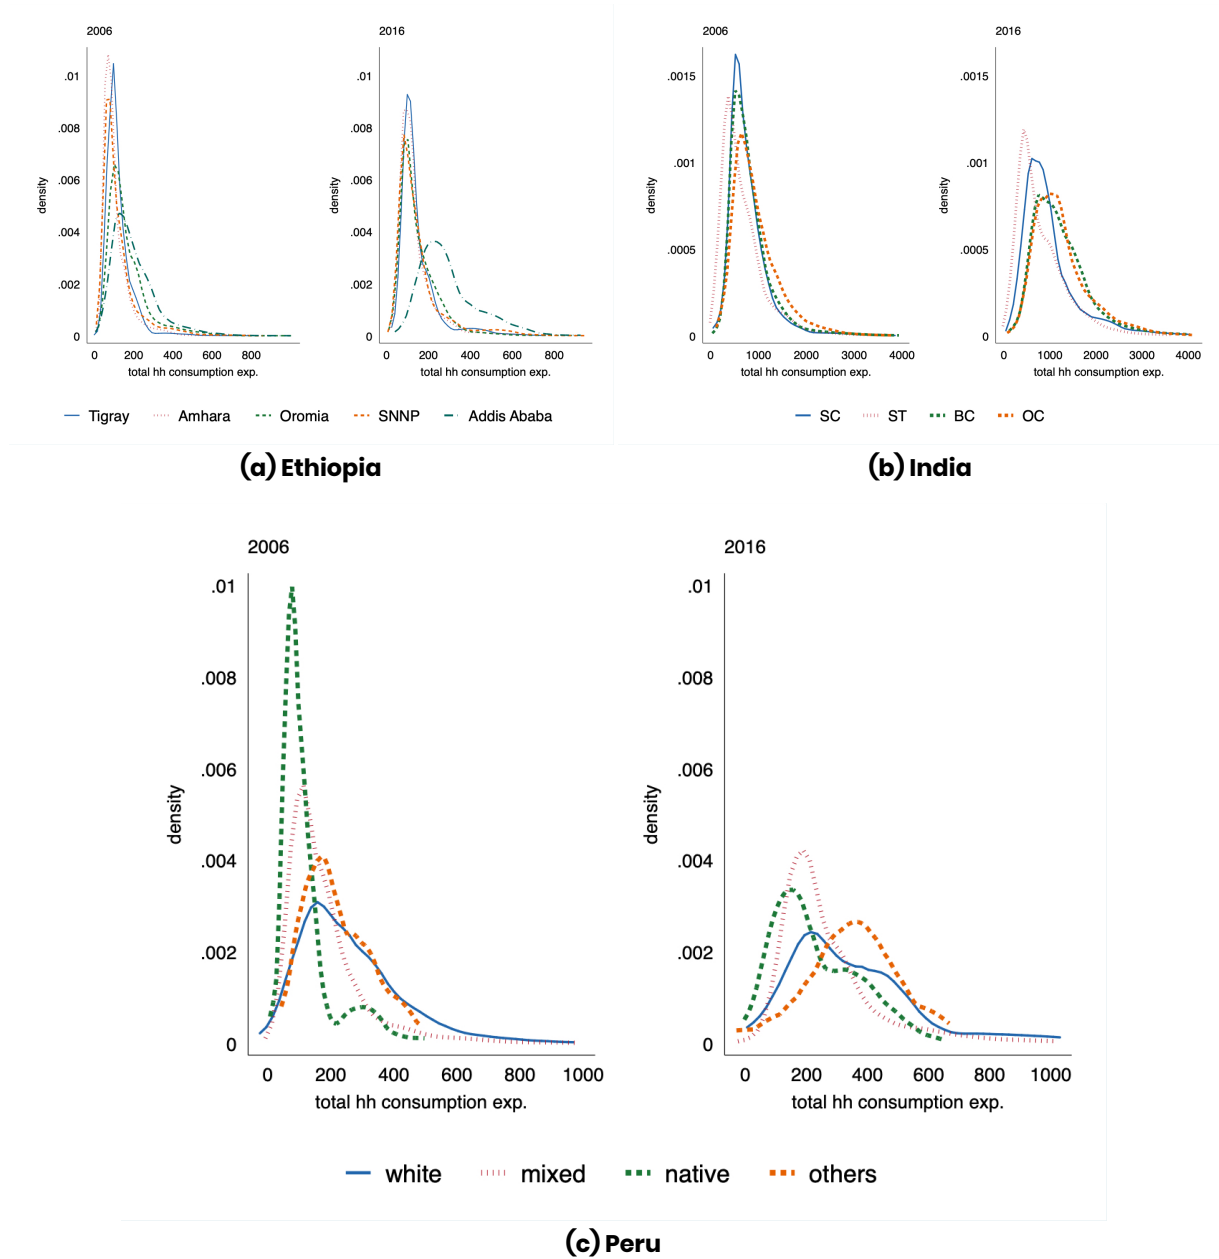 2006
.01
.008
.006
.004
.002
0
density
0 200 400 600 800
total hh consumption exp.
2016
.01
.008
.006
.004
.002
0
density
0 200 400 600 800
total hh consumption exp.
Tigray Amhara Oromia SNNP Addis Ababa
(a) Ethiopia
2006
.0015
.001
.0005
0
density
0 1000 2000 3000 4000
total hh consumption exp.
2016
.0015
.001
.0005
0
density
0 1000 2000 3000 4000
total hh consumption exp.
SC ST BC OC
(b) India
2006
.01
.008
.006
.004
.002
0
density
0 200 400 600 800 1000
total hh consumption exp.
2016
.01
.008
.006
.004
.002
0
density
0 200 400 600 800 1000
total hh consumption exp.
white mixed native others
(c) Peru